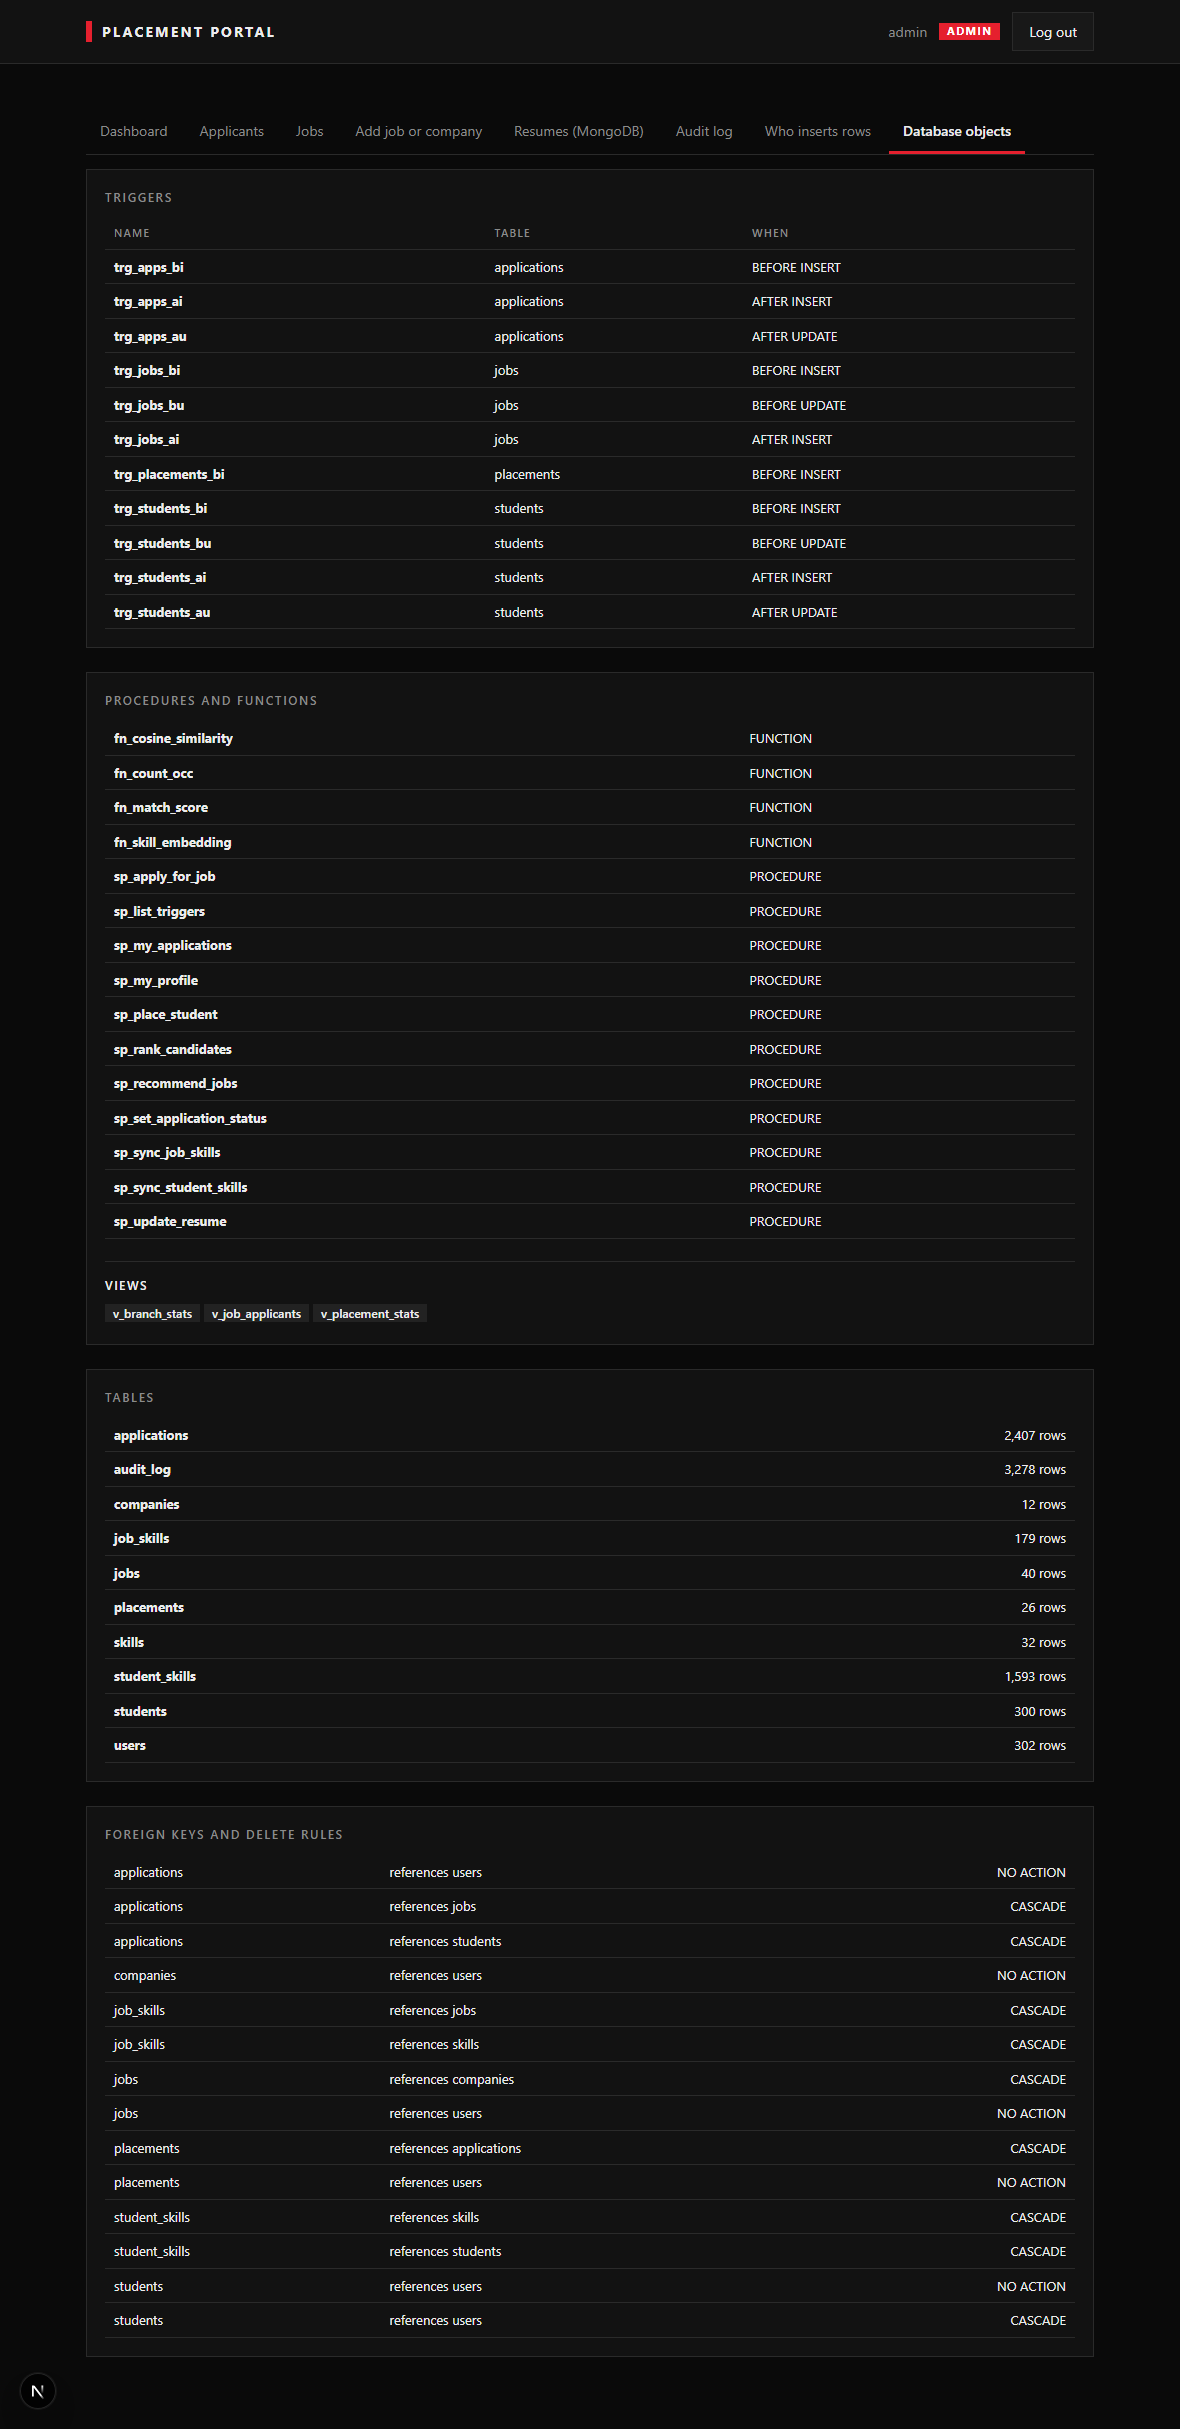 PLACEMENT PORTAL
admin ADMIN Log out
Dashboard Applicants Jobs Add job or company Resumes (MongoDB) Audit log Who inserts rows Database objects
TRIGGERS
NAME TABLE WHEN
trg_apps_bi applications BEFORE INSERT
trg_apps_ai applications AFTER INSERT
trg_apps_au applications AFTER UPDATE
trg_jobs_bi jobs BEFORE INSERT
trg_jobs_bu jobs BEFORE UPDATE
trg_jobs_ai jobs AFTER INSERT
trg_placements_bi placements BEFORE INSERT
trg_students_bi students BEFORE INSERT
trg_students_bu students BEFORE UPDATE
trg_students_ai students AFTER INSERT
trg_students_au students AFTER UPDATE
PROCEDURES AND FUNCTIONS
fn_cosine_similarity FUNCTION
fn_count_occ FUNCTION
fn_match_score FUNCTION
fn_skill_embedding FUNCTION
sp_apply_for_job PROCEDURE
sp_list_triggers PROCEDURE
sp_my_applications PROCEDURE
sp_my_profile PROCEDURE
sp_place_student PROCEDURE
sp_rank_candidates PROCEDURE
sp_recommend_jobs PROCEDURE
sp_set_application_status PROCEDURE
sp_sync_job_skills PROCEDURE
sp_sync_student_skills PROCEDURE
sp_update_resume PROCEDURE
VIEWS
v_branch_stats v_job_applicants v_placement_stats
TABLES
applications 2,407 rows
audit_log 3,278 rows
companies 12 rows
job_skills 179 rows
jobs 40 rows
placements 26 rows
skills 32 rows
student_skills 1,593 rows
students 300 rows
users 302 rows
FOREIGN KEYS AND DELETE RULES
applications references users NO ACTION
applications references jobs CASCADE
applications references students CASCADE
companies references users NO ACTION
job_skills references jobs CASCADE
job_skills references skills CASCADE
jobs references companies CASCADE
jobs references users NO ACTION
placements references applications CASCADE
placements references users NO ACTION
student_skills references skills CASCADE
student_skills references students CASCADE
students references users NO ACTION
students references users CASCADE
N